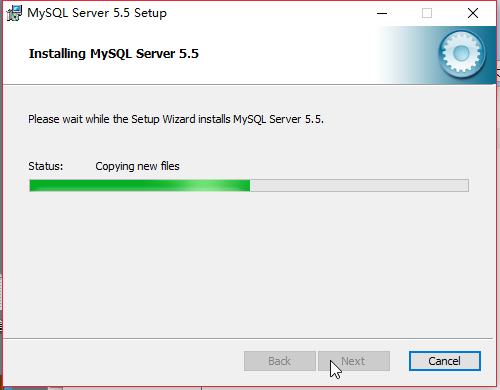 MySQL Server 5.5 Setup
Installing MySQL Server 5.5
Please wait while the Setup Wizard installs MySQL Server 5.5.
Status: Copying new files
Back Next Cancel